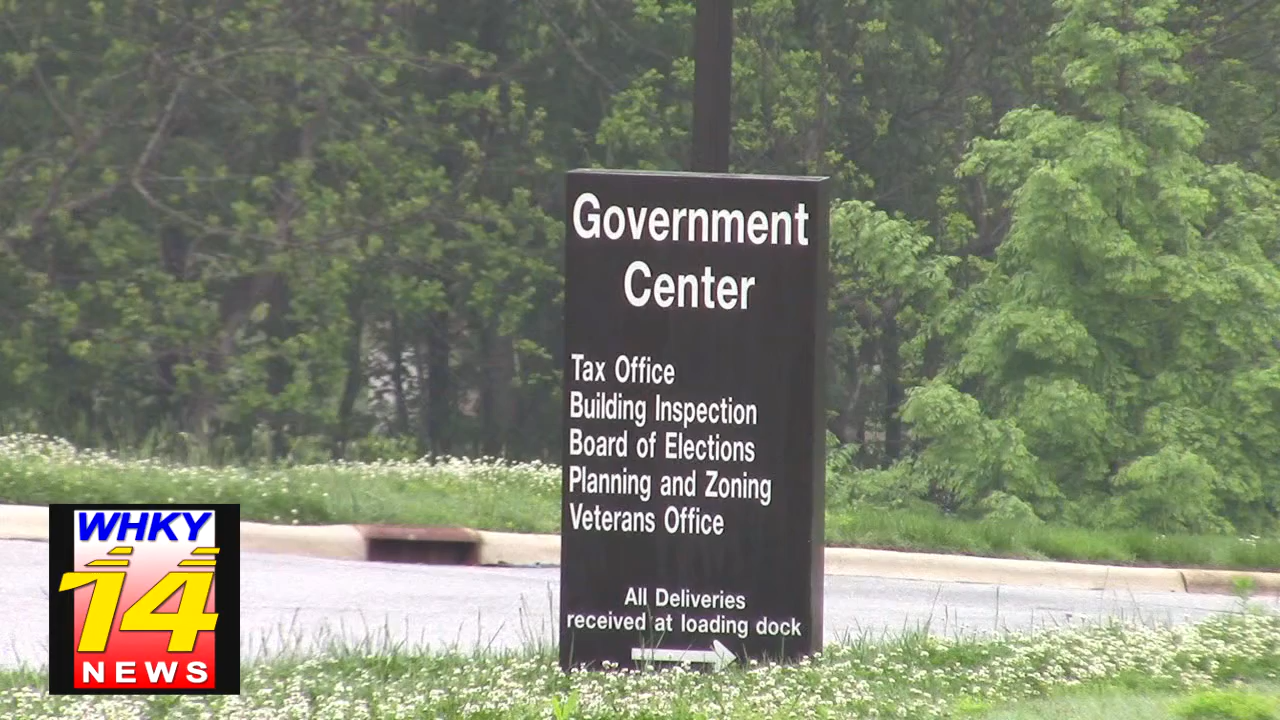 Government
Center
Tax Office
Building Inspection
Board of Elections
Planning and Zoning
Veterans Office
All Deliveries
received at loading dock
WHKY
14
NEWS